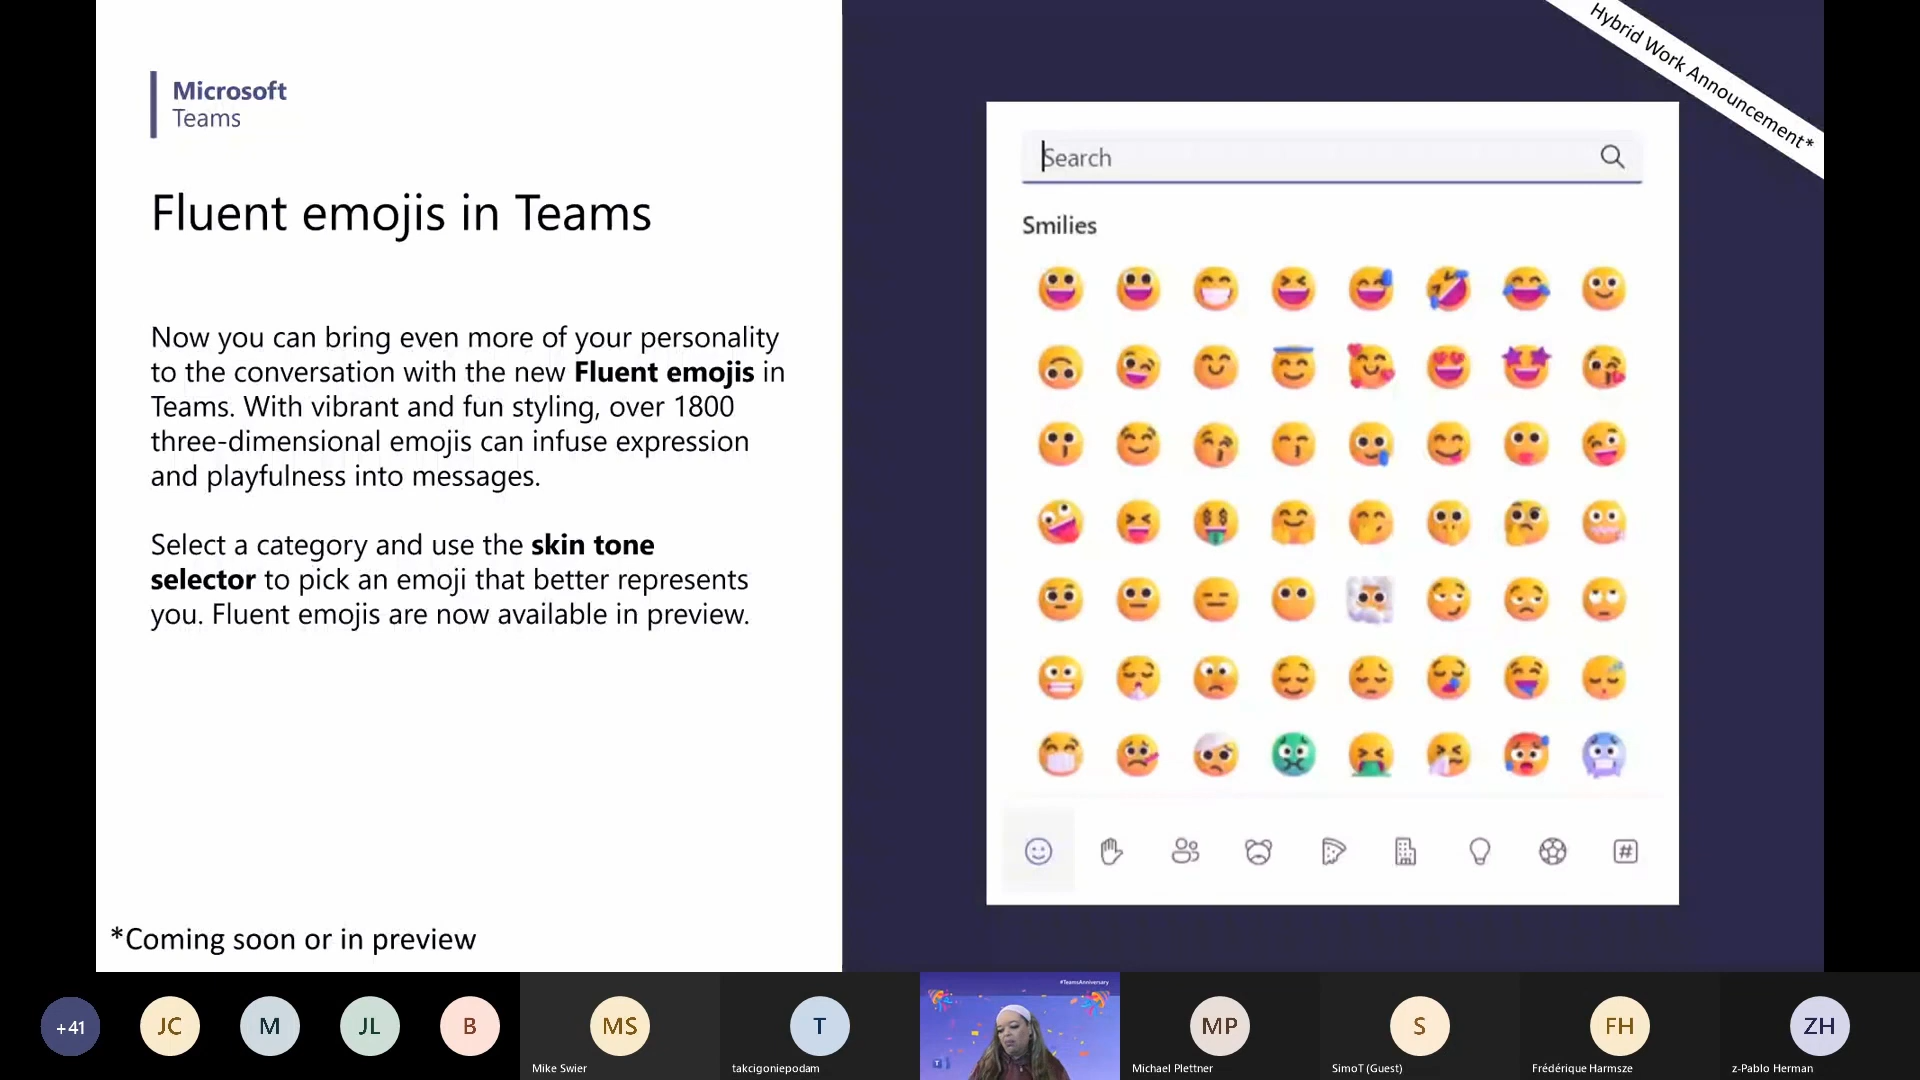 Hybrid Work Announcement*
Microsoft
Teams
Fluent emojis in Teams
Now you can bring even more of your personality
to the conversation with the new Fluent emojis in
Teams. With vibrant and fun styling, over 1800
three-dimensional emojis can infuse expression
and playfulness into messages.
Select a category and use the skin tone
selector to pick an emoji that better represents
you. Fluent emojis are now available in preview.
*Coming soon or in preview
Search
Smilies
#TeamsAnniversary
+41
JC
M
JL
B
MS
Mike Swier
T
takcigoniepodam
MP
Michael Plettner
S
SimoT (Guest)
FH
Frédérique Harmsze
ZH
z-Pablo Herman